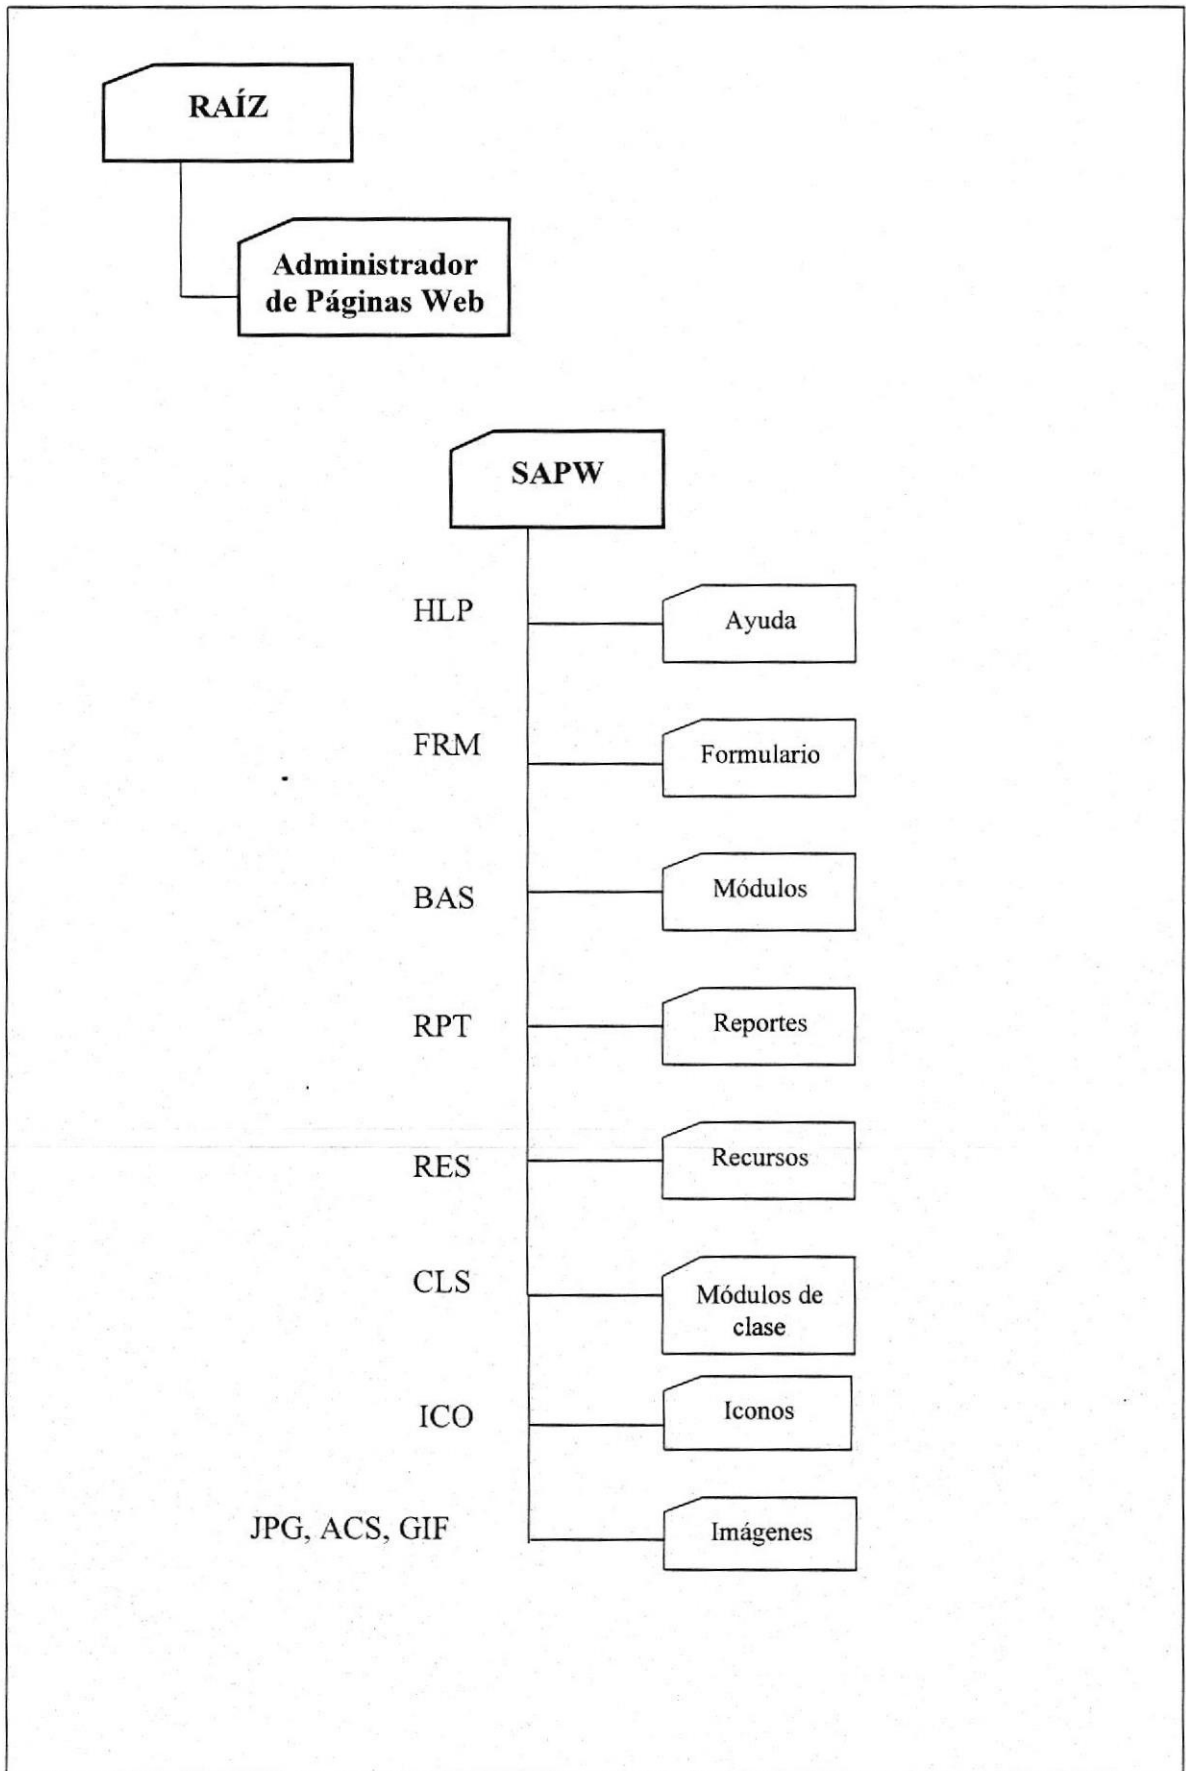 RAÍZ
Administrador
de Páginas Web
SAPW
HLP
Ayuda
FRM
Formulario
BAS
Módulos
RPT
Reportes
RES
Recursos
CLS
Módulos de
clase
ICO
Iconos
JPG, ACS, GIF
Imágenes